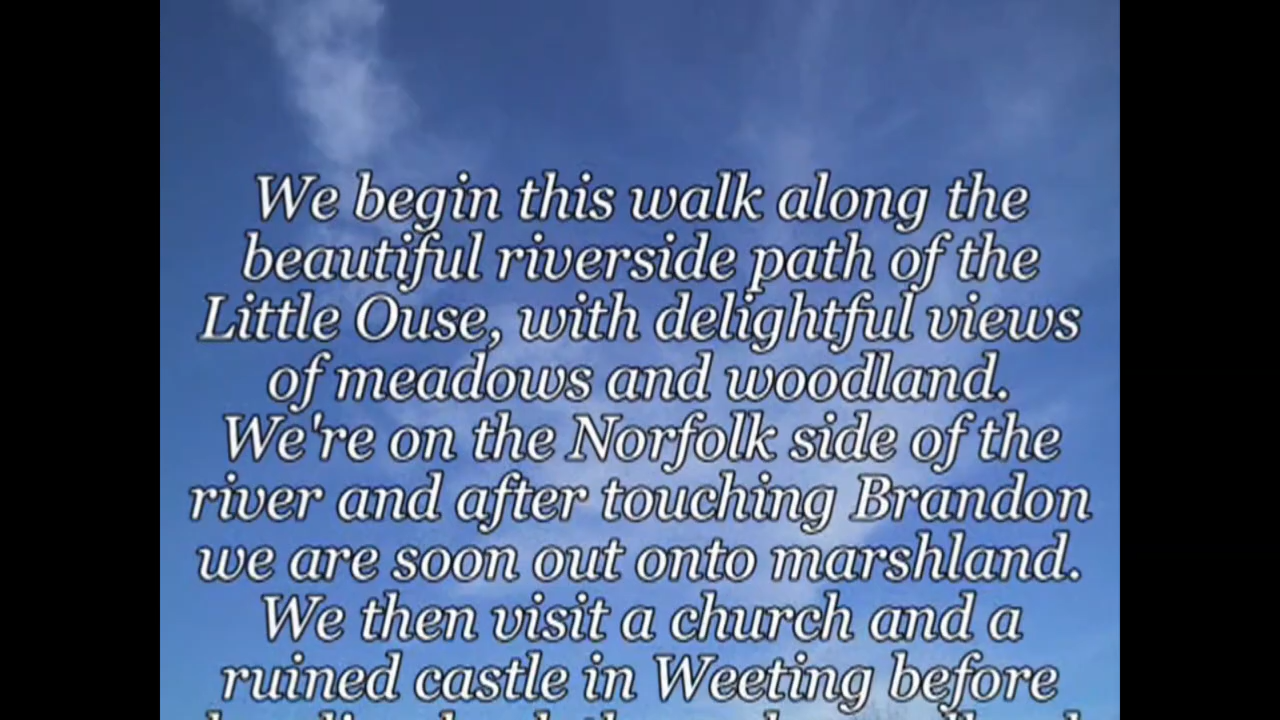 We begin this walk along the
beautiful riverside path of the
Little Ouse, with delightful views
of meadows and woodland.
We're on the Norfolk side of the
river and after touching Brandon
we are soon out onto marshland.
We then visit a church and a
ruined castle in Weeting before